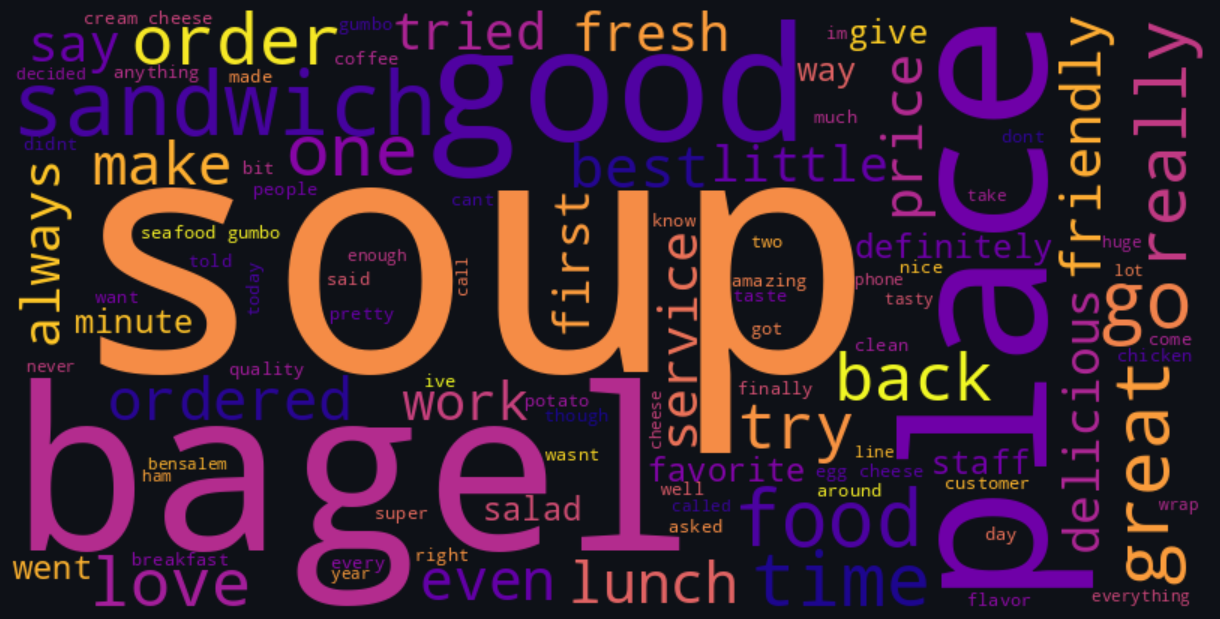 cream cheese
gumbo
tried
fresh
im
give
say
order
coffee
way
decided
anything
made
sandwich
good
price
place
friendly
really
much
didnt
make
bit
one
best
little
dont
always
people
cant
take
soup
seafood gumbo
first
know
two
definitely
huge
told
enough
said
today
call
service
amazing
taste
phone
nice
tasty
lot
go
want
minute
pretty
got
clean
delicious
come
chicken
never
quality
ive
finally
back
great
ordered
work
potato
though
cheese
try
bagel
bensalem
ham
wasnt
favorite
egg cheese
line
staff
customer
around
well
called
asked
food
super
salad
day
wrap
went
love
breakfast
every
year
right
even
lunch
time
flavor
everything